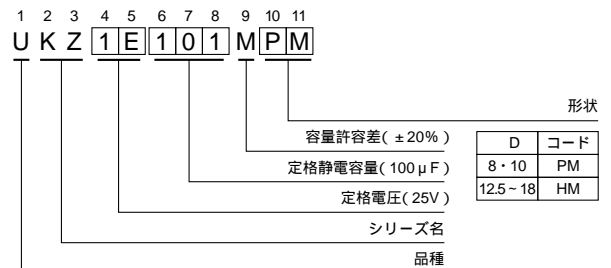 1 2 3 4 5 6 7 8 9 10 11
U K Z 1 E 1 0 1 M P M
形状
容量許容差( ±20% )
定格静電容量( 100 µ F )
定格電圧( 25V )
シリーズ名
品種
D コード
8・10 PM
12.5 ~ 18 HM